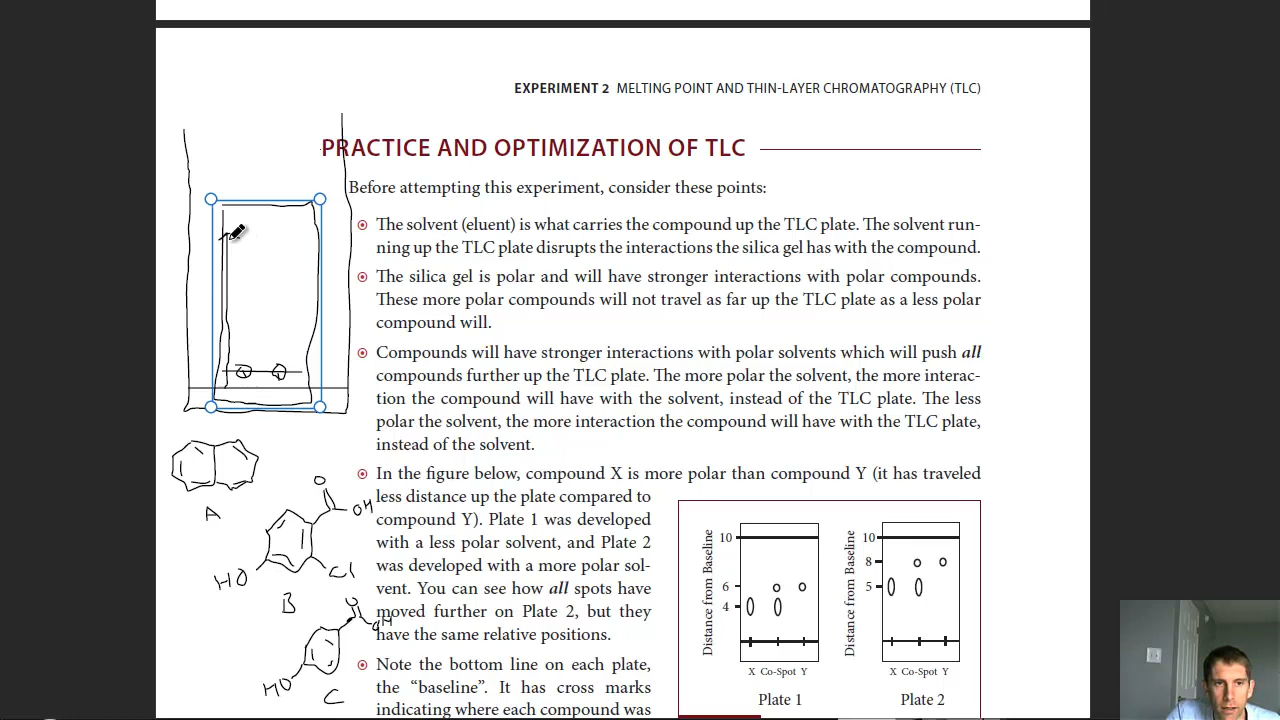 EXPERIMENT 2 MELTING POINT AND THIN-LAYER CHROMATOGRAPHY (TLC)
PRACTICE AND OPTIMIZATION OF TLC
Before attempting this experiment, consider these points:
The solvent (eluent) is what carries the compound up the TLC plate. The solvent run-
ning up the TLC plate disrupts the interactions the silica gel has with the compound.
The silica gel is polar and will have stronger interactions with polar compounds.
These more polar compounds will not travel as far up the TLC plate as a less polar
compound will.
Compounds will have stronger interactions with polar solvents which will push all
compounds further up the TLC plate. The more polar the solvent, the more interac-
tion the compound will have with the solvent, instead of the TLC plate. The less
polar the solvent, the more interaction the compound will have with the TLC plate,
instead of the solvent.
In the figure below, compound X is more polar than compound Y (it has traveled
less distance up the plate compared to
compound Y). Plate 1 was developed
with a less polar solvent, and Plate 2
was developed with a more polar sol-
vent. You can see how all spots have
moved further on Plate 2, but they
have the same relative positions.
Note the bottom line on each plate,
the “baseline”. It has cross marks
indicating where each compound was
Distance from Baseline
10
6
4
X Co-Spot Y
Plate 1
Distance from Baseline
10
8
5
X Co-Spot Y
Plate 2
A
O
OH
HO
Cl
B
O
OH
HO
C